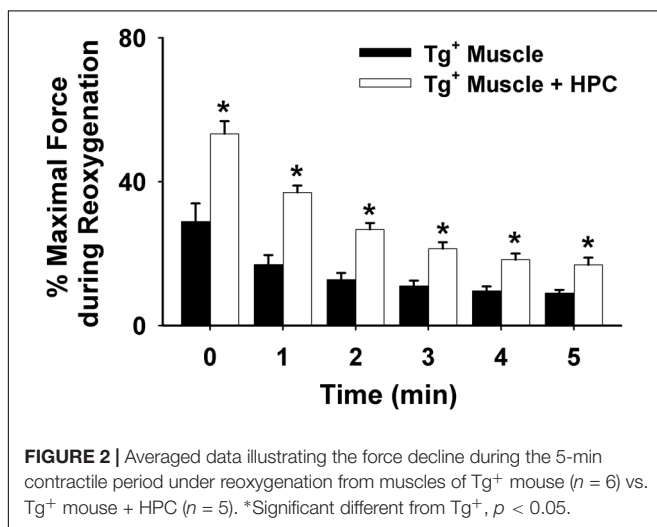 80
40
0
% Maximal Force
during Reoxygenation
Tg+ Muscle
Tg+ Muscle + HPC
* * * * * *
0 1 2 3 4 5
Time (min)
FIGURE 2 | Averaged data illustrating the force decline during the 5-min
contractile period under reoxygenation from muscles of Tg+ mouse (n = 6) vs.
Tg+ mouse + HPC (n = 5). *Significant different from Tg+, p < 0.05.